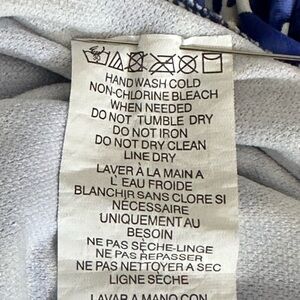 HAND WASH COLD
NON-CHLORINE BLEACH
WHEN NEEDED
DO NOT TUMBLE DRY
DO NOT IRON
DO NOT DRY CLEAN
LINE DRY
LAVER À LA MAIN A
L' EAU FROIDE
BLANCHIR SANS CLORE SI
NÉCESSAIRE
UNIQUEMENT AU
BESOIN
NE PAS SÈCHE-LINGE
NE PAS REPASSER
NE PAS NETTOYER A SEC
LIGNE SÈCHE
LAVAR A MANO CON